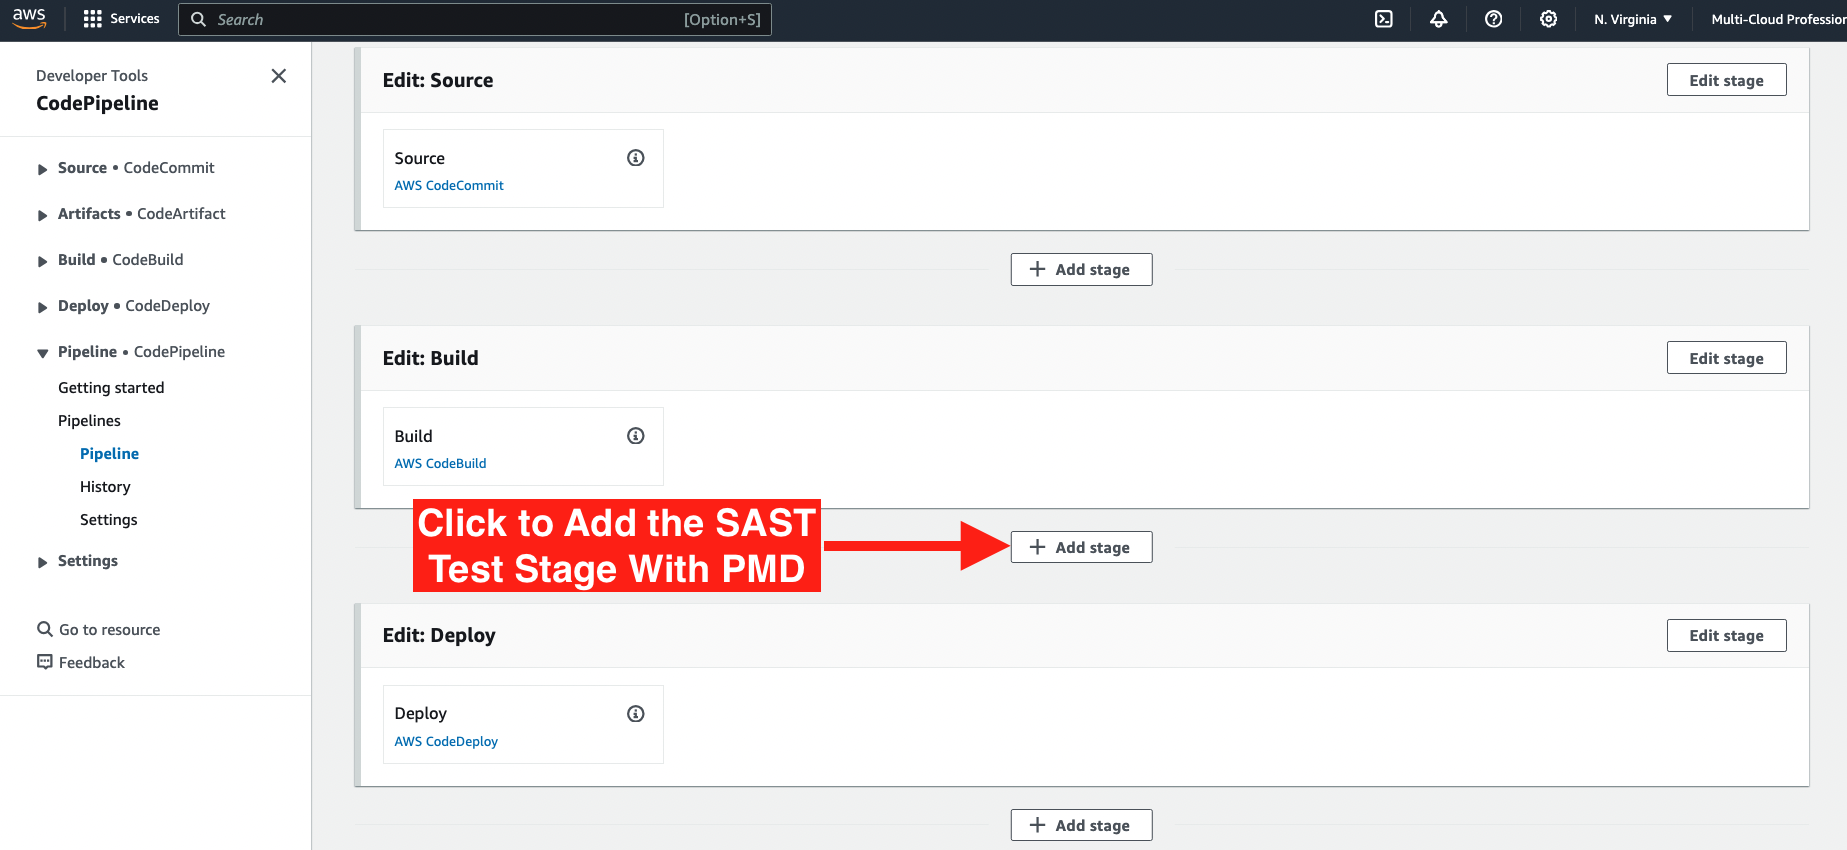 aws
Services
Search
[Option+S]
N. Virginia
Multi-Cloud
Developer Tools
CodePipeline
Source • CodeCommit
Artifacts • CodeArtifact
Build • CodeBuild
Deploy • CodeDeploy
Pipeline • CodePipeline
Getting started
Pipelines
Pipeline
History
Settings
Settings
Go to resource
Feedback
Edit: Source
Edit stage
Source
AWS CodeCommit
Add stage
Edit: Build
Edit stage
Build
AWS CodeBuild
Click to Add the SAST
Test Stage With PMD
Add stage
Edit: Deploy
Edit stage
Deploy
AWS CodeDeploy
Add stage